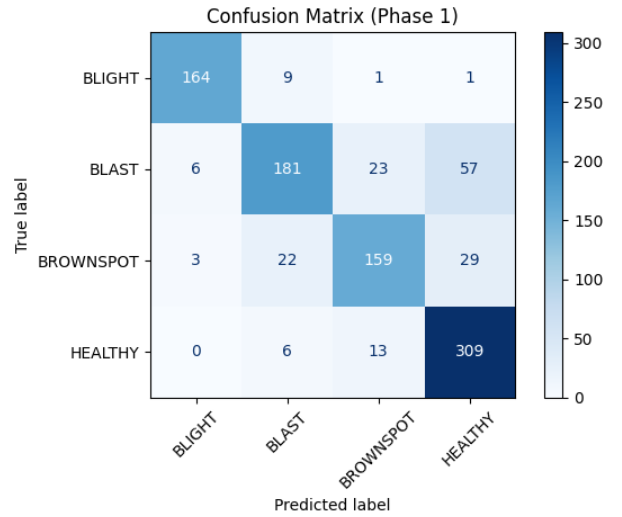 Confusion Matrix (Phase 1)
True label
BLIGHT 164 9 1 1
BLAST 6 181 23 57
BROWNSPOT 3 22 159 29
HEALTHY 0 6 13 309
BLIGHT BLAST BROWNSPOT HEALTHY
Predicted label
300
250
200
150
100
50
0